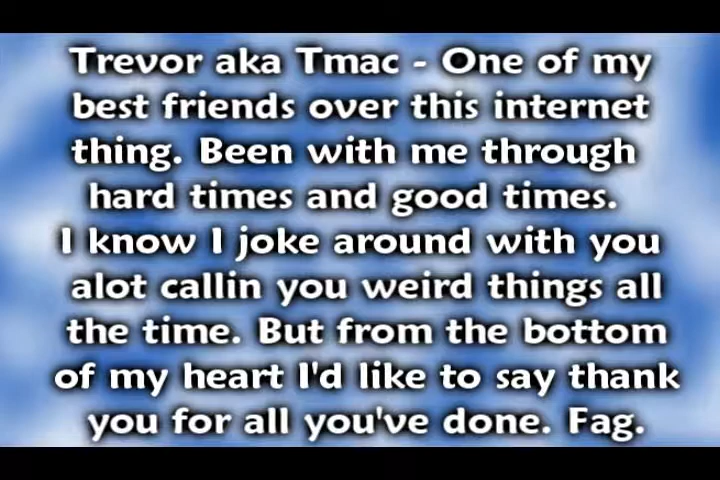 Trevor aka Tmac - One of my
best friends over this internet
thing. Been with me through
hard times and good times.
I know I joke around with you
alot callin you weird things all
the time. But from the bottom
of my heart I'd like to say thank
you for all you've done. Fag.